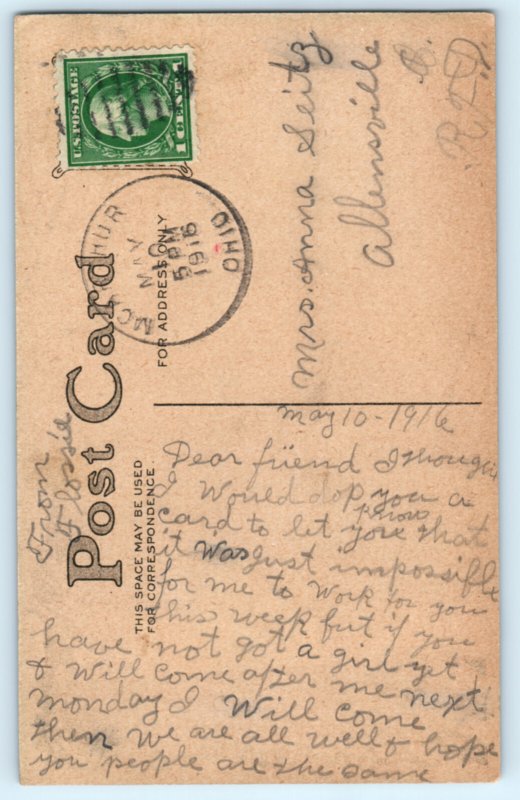 U.S. POSTAGE
1 CENT 1
MCARTHUR
OHIO
MAY
10
5 PM
1916
Post Card
THIS SPACE MAY BE USED
FOR CORRESPONDENCE.
FOR ADDRESS ONLY
Mrs. Anna Seitz
Allensville
O.
R.F.D.
From
Flossie
May 10-1916
Dear friend I thought
I Would dop you a
card to let you know that
it Was just impossible
for me to Work for you
this week but if you
have not got a girl yet
& Will come after me next
monday I Will come
then We are all well & hope
you people are the same